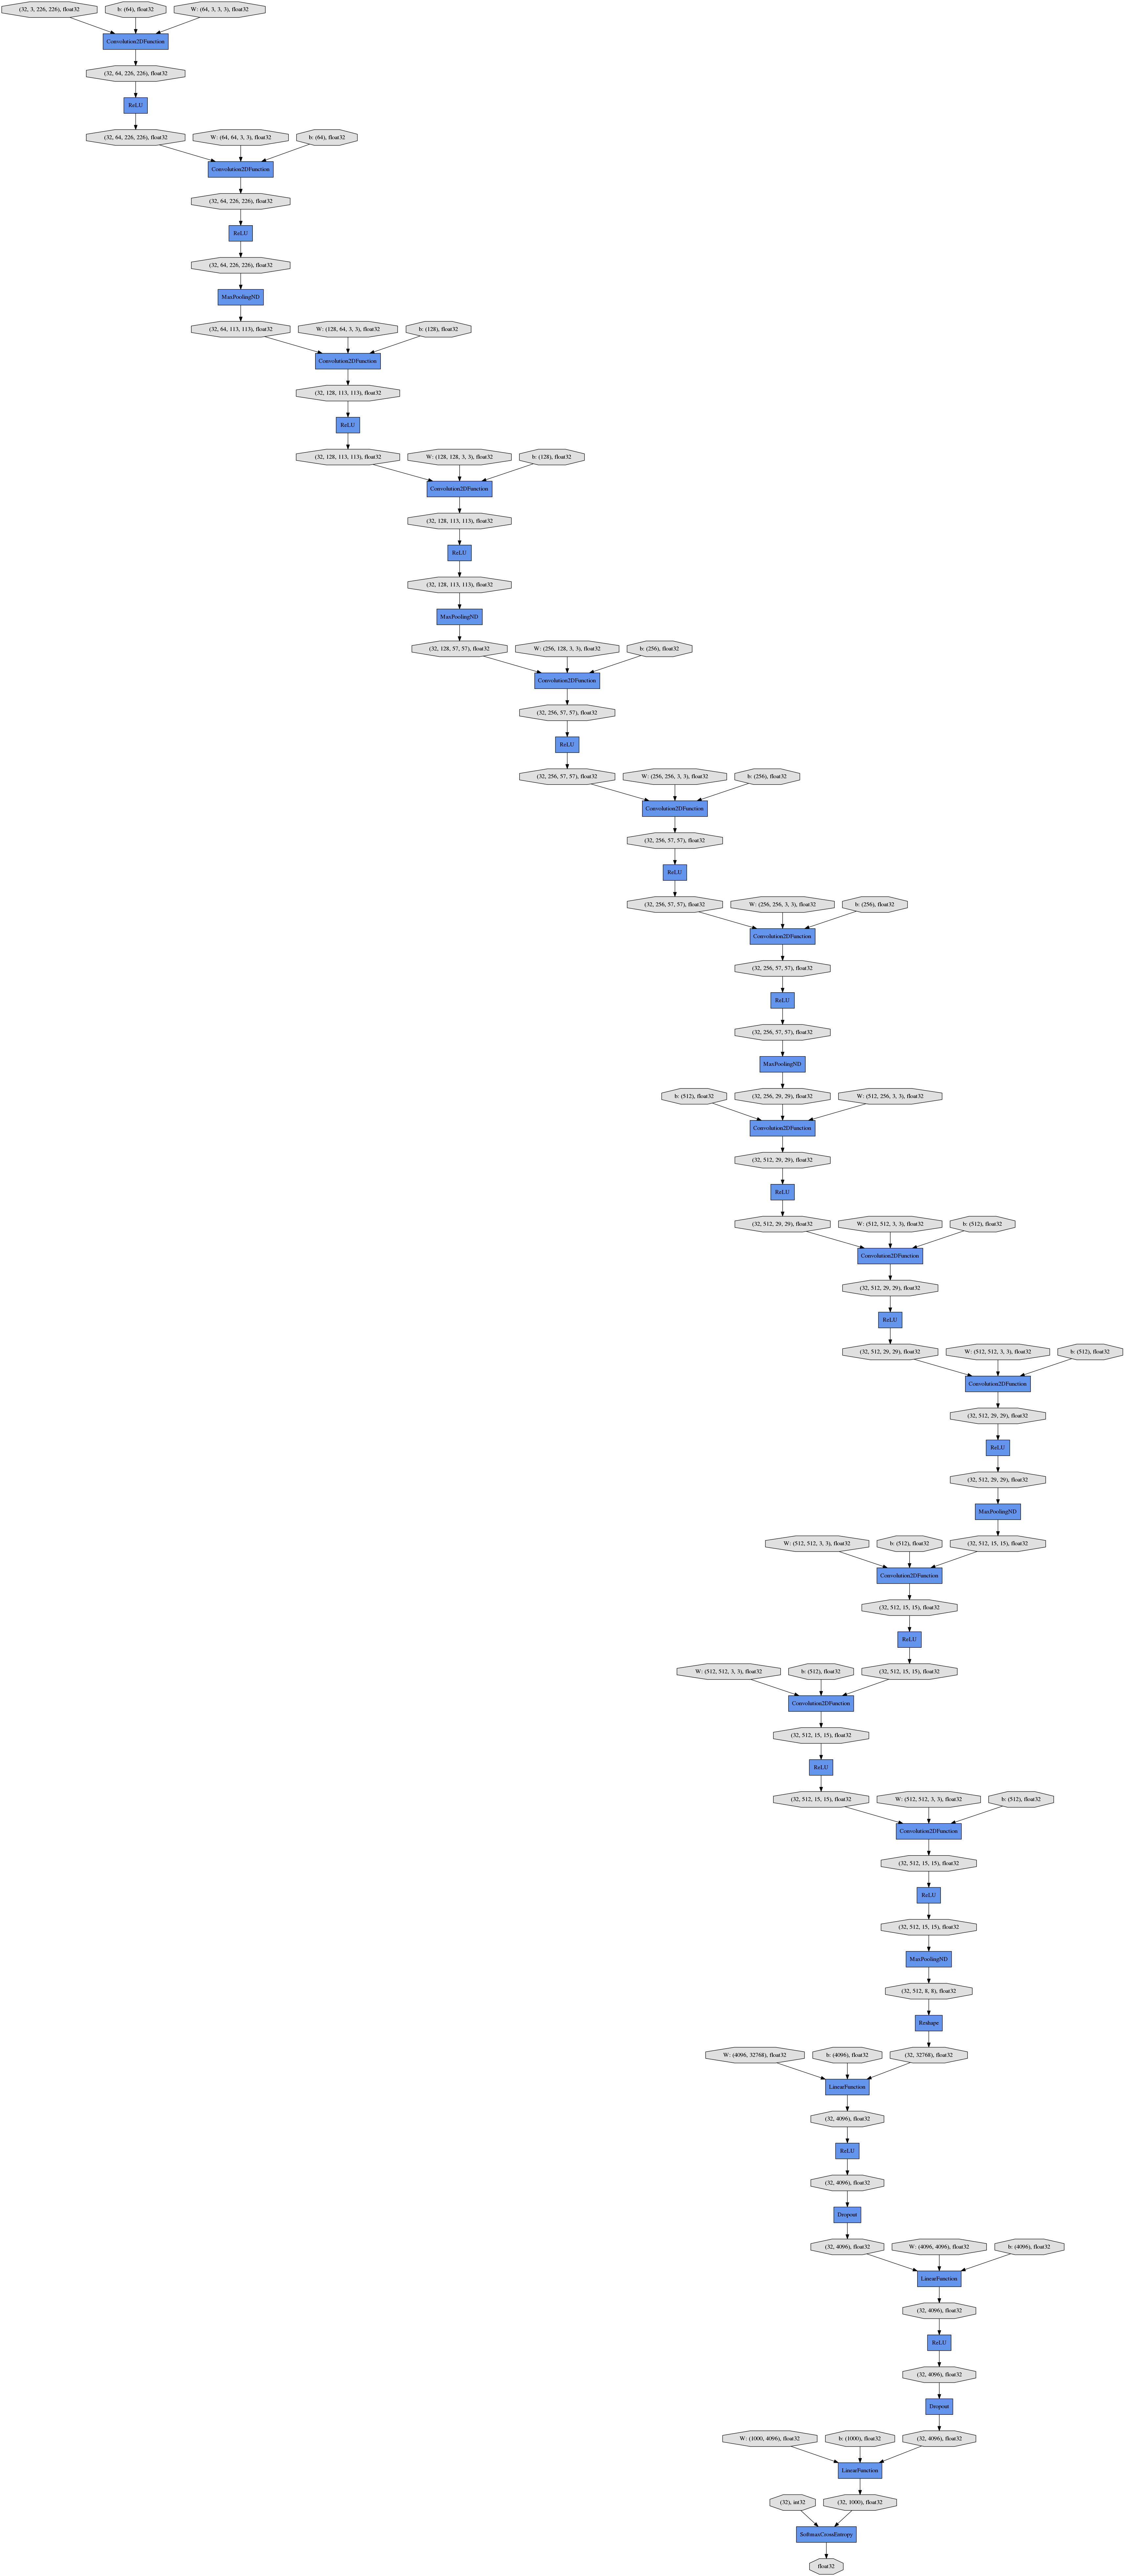 (32, 3, 226, 226), float32
b: (64), float32
W: (64, 3, 3, 3), float32
Convolution2DFunction
(32, 64, 226, 226), float32
ReLU
(32, 64, 226, 226), float32
W: (64, 64, 3, 3), float32
b: (64), float32
Convolution2DFunction
(32, 64, 226, 226), float32
ReLU
(32, 64, 226, 226), float32
MaxPoolingND
(32, 64, 113, 113), float32
W: (128, 64, 3, 3), float32
b: (128), float32
Convolution2DFunction
(32, 128, 113, 113), float32
ReLU
(32, 128, 113, 113), float32
W: (128, 128, 3, 3), float32
b: (128), float32
Convolution2DFunction
(32, 128, 113, 113), float32
ReLU
(32, 128, 113, 113), float32
MaxPoolingND
(32, 128, 57, 57), float32
W: (256, 128, 3, 3), float32
b: (256), float32
Convolution2DFunction
(32, 256, 57, 57), float32
ReLU
(32, 256, 57, 57), float32
W: (256, 256, 3, 3), float32
b: (256), float32
Convolution2DFunction
(32, 256, 57, 57), float32
ReLU
(32, 256, 57, 57), float32
W: (256, 256, 3, 3), float32
b: (256), float32
Convolution2DFunction
(32, 256, 57, 57), float32
ReLU
(32, 256, 57, 57), float32
MaxPoolingND
b: (512), float32
(32, 256, 29, 29), float32
W: (512, 256, 3, 3), float32
Convolution2DFunction
(32, 512, 29, 29), float32
ReLU
(32, 512, 29, 29), float32
W: (512, 512, 3, 3), float32
b: (512), float32
Convolution2DFunction
(32, 512, 29, 29), float32
ReLU
(32, 512, 29, 29), float32
W: (512, 512, 3, 3), float32
b: (512), float32
Convolution2DFunction
(32, 512, 29, 29), float32
ReLU
(32, 512, 29, 29), float32
MaxPoolingND
W: (512, 512, 3, 3), float32
b: (512), float32
(32, 512, 15, 15), float32
Convolution2DFunction
(32, 512, 15, 15), float32
ReLU
W: (512, 512, 3, 3), float32
b: (512), float32
(32, 512, 15, 15), float32
Convolution2DFunction
(32, 512, 15, 15), float32
ReLU
(32, 512, 15, 15), float32
W: (512, 512, 3, 3), float32
b: (512), float32
Convolution2DFunction
(32, 512, 15, 15), float32
ReLU
(32, 512, 15, 15), float32
MaxPoolingND
(32, 512, 8, 8), float32
Reshape
W: (4096, 32768), float32
b: (4096), float32
(32, 32768), float32
LinearFunction
(32, 4096), float32
ReLU
(32, 4096), float32
Dropout
(32, 4096), float32
W: (4096, 4096), float32
b: (4096), float32
LinearFunction
(32, 4096), float32
ReLU
(32, 4096), float32
Dropout
W: (1000, 4096), float32
b: (1000), float32
(32, 4096), float32
LinearFunction
(32), int32
(32, 1000), float32
SoftmaxCrossEntropy
float32